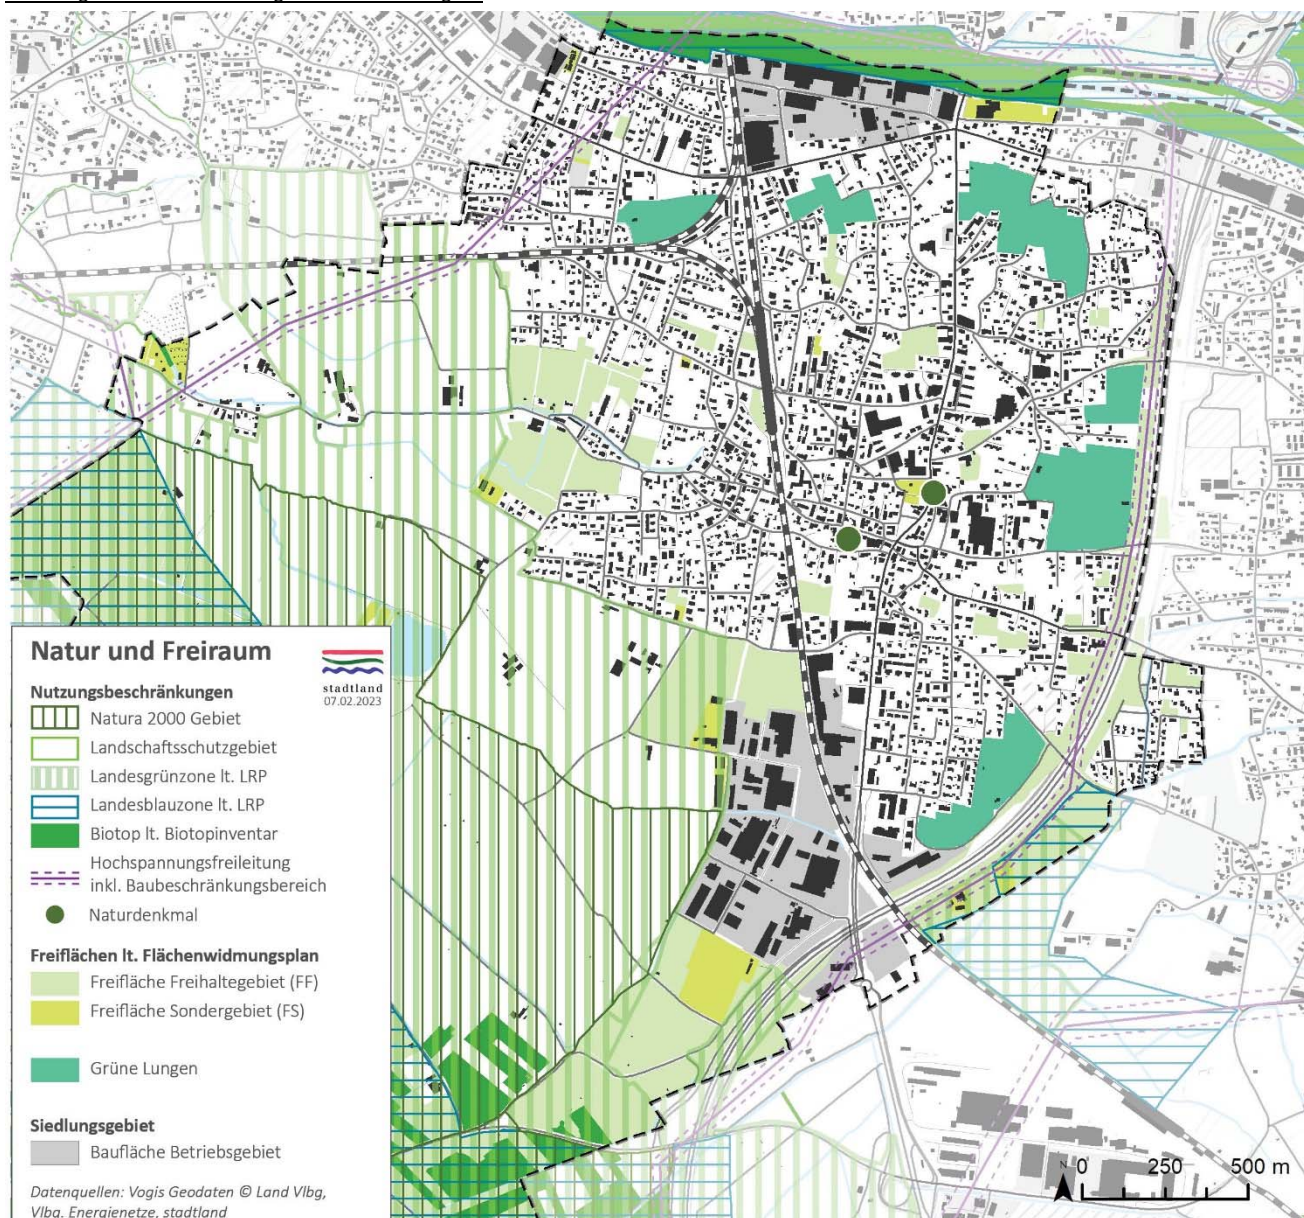 Natur und Freiraum
stadtland
07.02.2023
Nutzungsbeschränkungen
Natura 2000 Gebiet
Landschaftsschutzgebiet
Landesgrünzone lt. LRP
Landesblauzone lt. LRP
Biotop lt. Biotopinventar
Hochspannungsfreileitung
inkl. Baubeschränkungsbereich
Naturdenkmal
Freiflächen lt. Flächenwidmungsplan
Freifläche Freihaltegebiet (FF)
Freifläche Sondergebiet (FS)
Grüne Lungen
Siedlungsgebiet
Baufläche Betriebsgebiet
Datenquellen: Vogis Geodaten © Land Vlbg,
Vlbg. Energienetze, stadtland
N 0 250 500 m